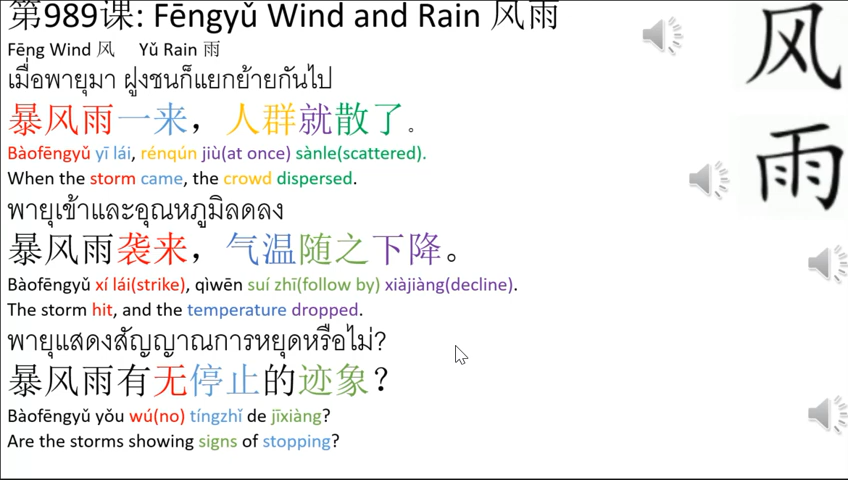 第989课: Fēngyǔ Wind and Rain 风雨
Fēng Wind 风 Yǔ Rain 雨
เมื่อพายุมา ฝูงชนก็แยกย้ายกันไป
暴风雨一来，人群就散了。
Bàofēngyǔ yī lái, rénqún jiù(at once) sànle(scattered).
When the storm came, the crowd dispersed.
พายุเข้าและอุณหภูมิลดลง
暴风雨袭来，气温随之下降。
Bàofēngyǔ xí lái(strike), qìwēn suí zhī(follow by) xiàjiàng(decline).
The storm hit, and the temperature dropped.
พายุแสดงสัญญาณการหยุดหรือไม่?
暴风雨有无停止的迹象？
Bàofēngyǔ yǒu wú(no) tíngzhǐ de jīxiàng?
Are the storms showing signs of stopping?
风
雨